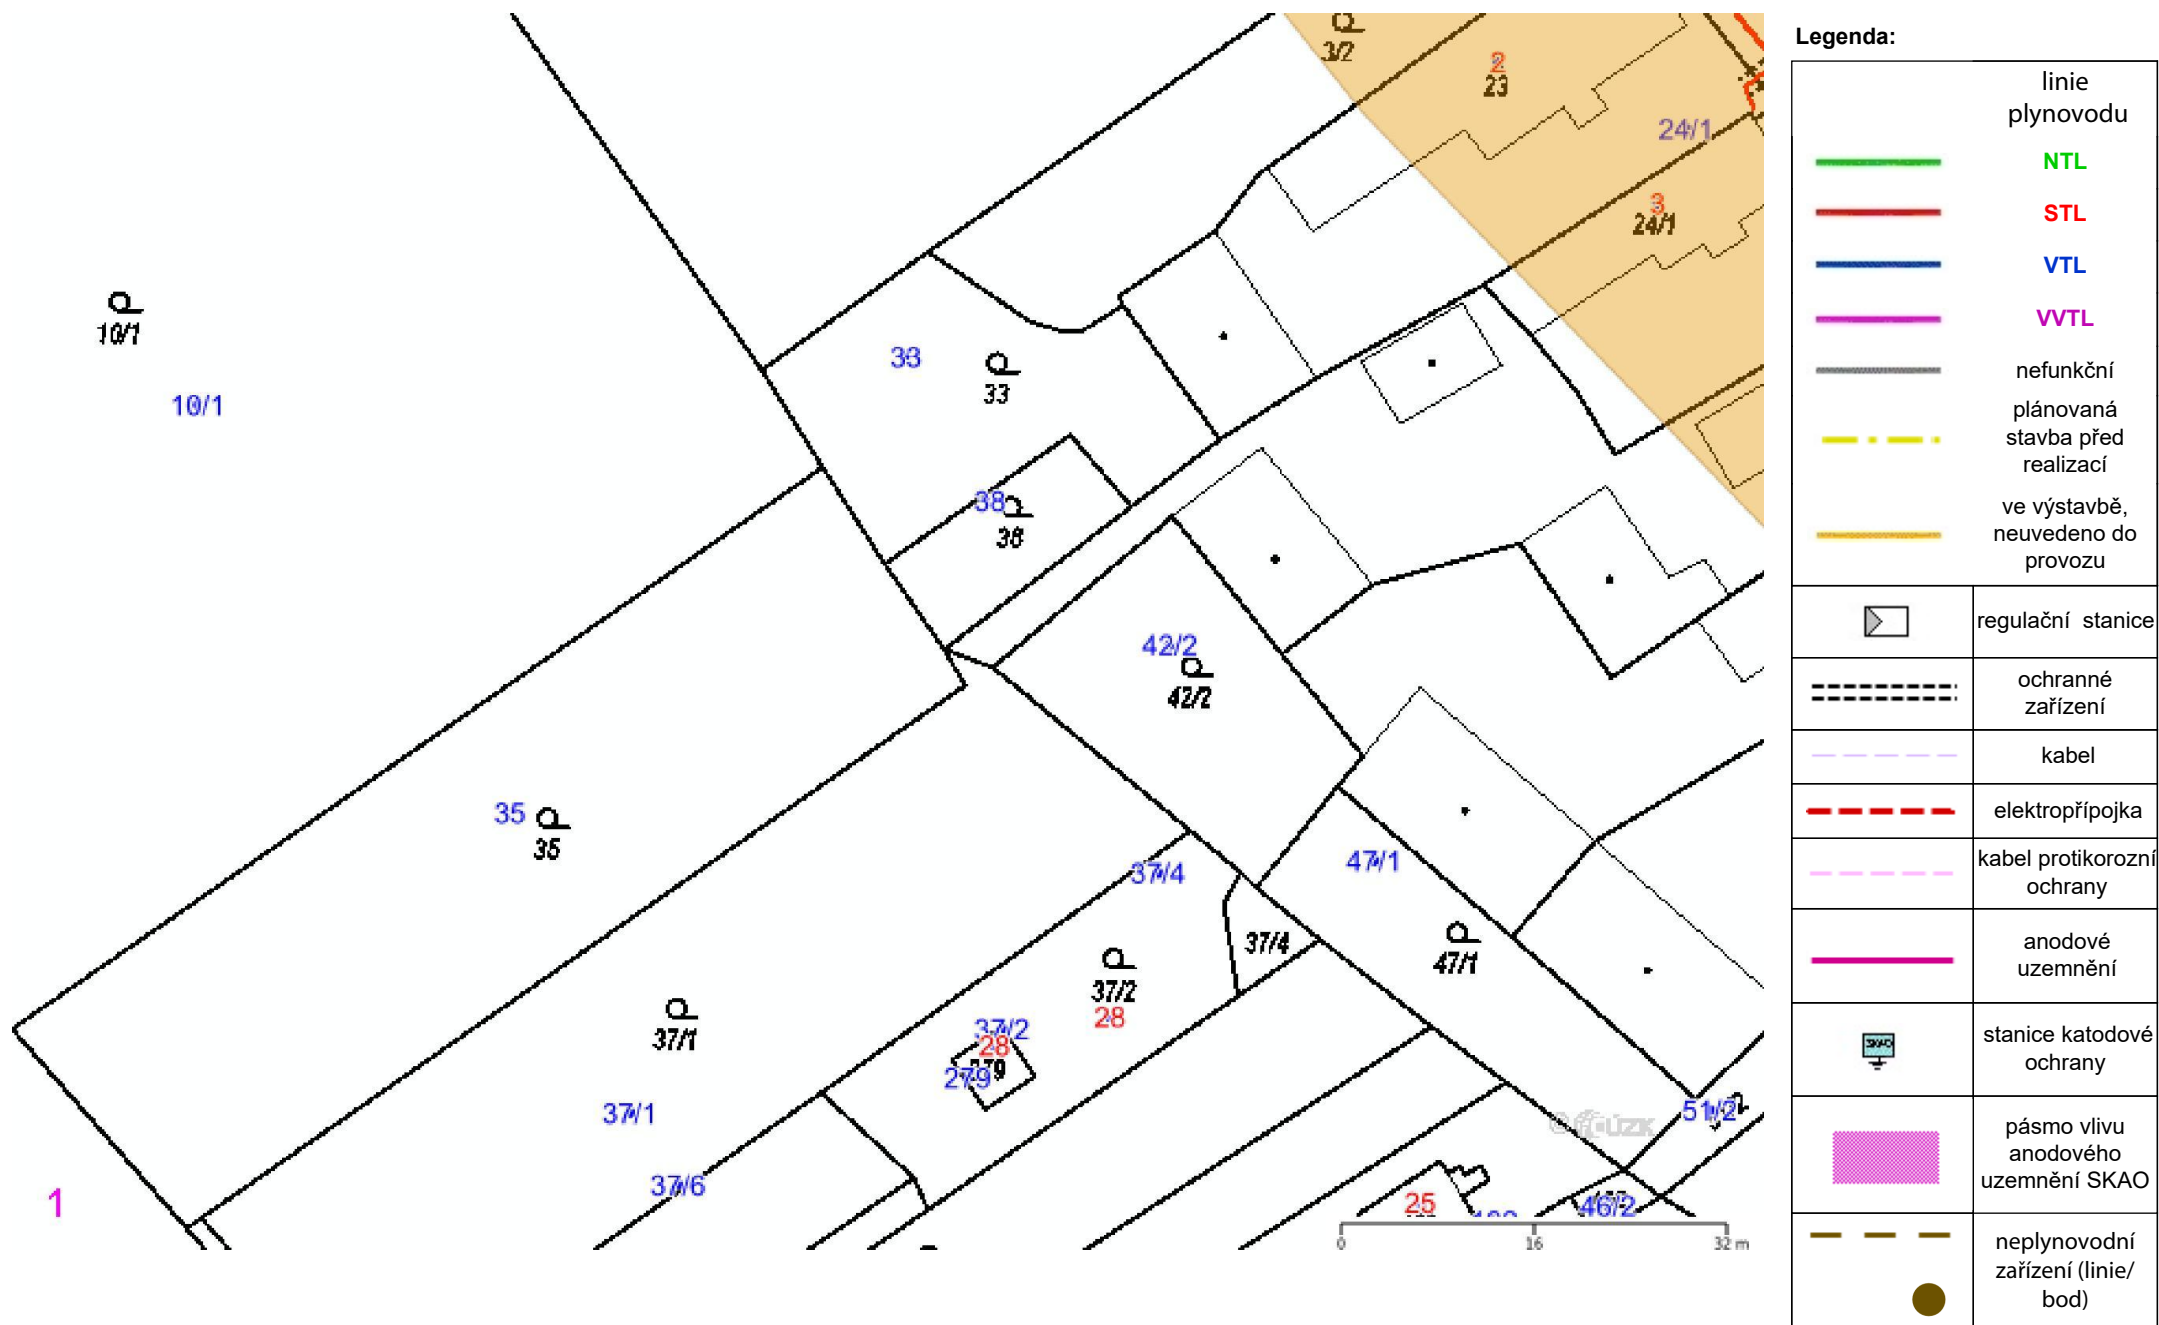 3/2
2
23
24/1
3
24/1
10/1
10/1
33
33
38
38
42/2
42/2
35
35
37/4
47/1
37/4
47/1
37/2
28
37/1
37/2
28
279
37/1
37/6
1
51/2
25
46/2
0
16
32 m
Legenda:
linie
plynovodu
NTL
STL
VTL
VVTL
nefunkční
plánovaná
stavba před
realizací
ve výstavbě,
neuvedeno do
provozu
regulační stanice
ochranné
zařízení
kabel
elektropřípojka
kabel protikorozní
ochrany
anodové
uzemnění
SKAO
stanice katodové
ochrany
pásmo vlivu
anodového
uzemnění SKAO
neplynovodní
zařízení (linie/
bod)